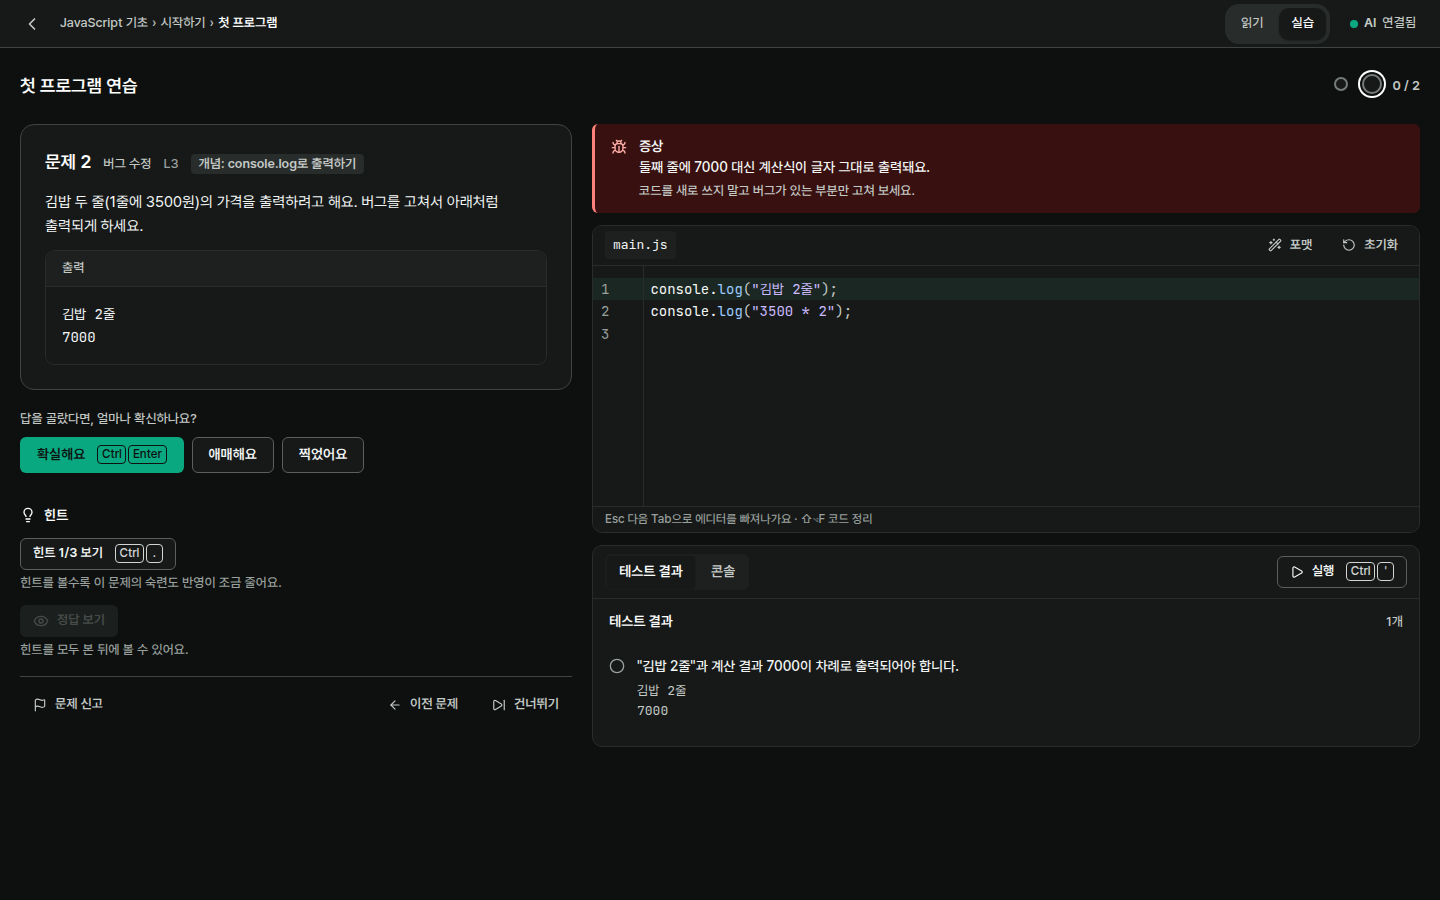 JavaScript 기초 › 시작하기 › 첫 프로그램
읽기 실습 AI 연결됨
첫 프로그램 연습
0 / 2
문제 2 버그 수정 L3 개념: console.log로 출력하기
김밥 두 줄(1줄에 3500원)의 가격을 출력하려고 해요. 버그를 고쳐서 아래처럼
출력되게 하세요.
출력
김밥 2줄
7000
답을 골랐다면, 얼마나 확신하나요?
확실해요 Ctrl Enter 애매해요 찍었어요
힌트
힌트 1/3 보기 Ctrl .
힌트를 볼수록 이 문제의 숙련도 반영이 조금 줄어요.
정답 보기
힌트를 모두 본 뒤에 볼 수 있어요.
문제 신고 이전 문제 건너뛰기
증상
둘째 줄에 7000 대신 계산식이 글자 그대로 출력돼요.
코드를 새로 쓰지 말고 버그가 있는 부분만 고쳐 보세요.
main.js 포맷 초기화
1 console.log("김밥 2줄");
2 console.log("3500 * 2");
3
Esc 다음 Tab으로 에디터를 빠져나가요 · F 코드 정리
테스트 결과 콘솔 실행 Ctrl '
테스트 결과 1개
"김밥 2줄"과 계산 결과 7000이 차례로 출력되어야 합니다.
김밥 2줄
7000